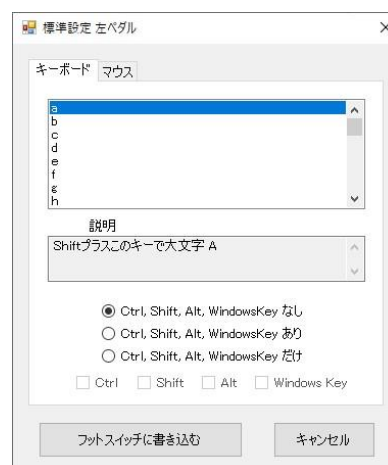 標準設定 左ペダル
キーボード マウス
a
b
c
d
e
f
g
h
説明
Shiftプラスこのキーで大文字 A
Ctrl, Shift, Alt, WindowsKey なし
Ctrl, Shift, Alt, WindowsKey あり
Ctrl, Shift, Alt, WindowsKey だけ
Ctrl Shift Alt Windows Key
フットスイッチに書き込む キャンセル